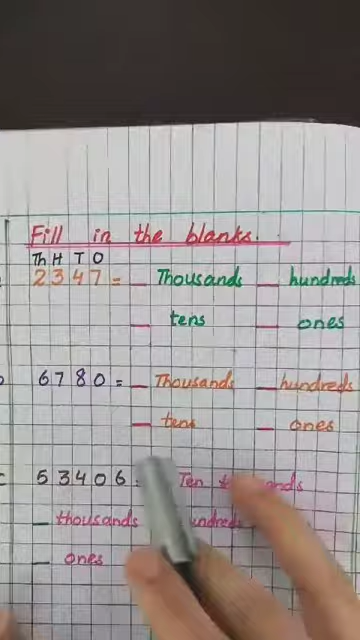 Fill in the blanks.
Th H T O
2 3 4 7 = _ Thousands _ hundreds
_ tens _ ones
6 7 8 0 = _ Thousands _ hundreds
_ tens _ ones
5 3 4 0 6 Ten
_ thousands
_ ones